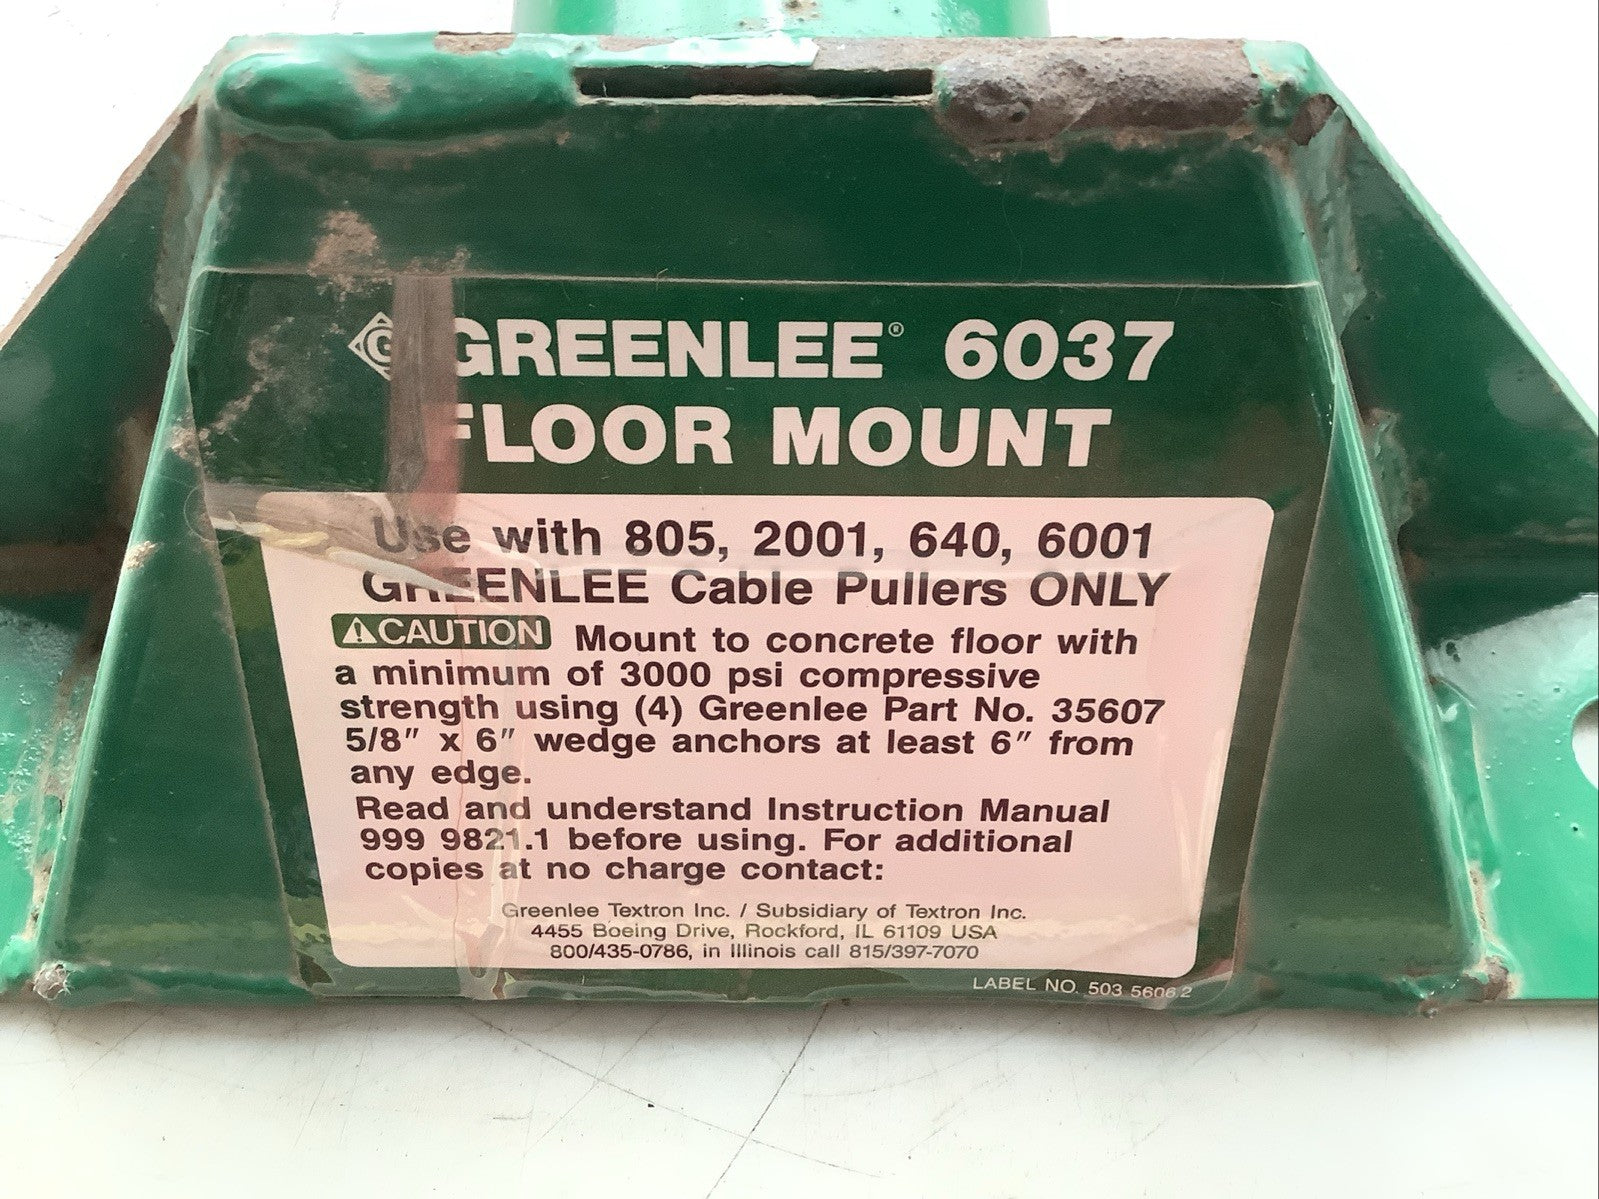 G GREENLEE® 6037
FLOOR MOUNT
Use with 805, 2001, 640, 6001
GREENLEE Cable Pullers ONLY
⚠CAUTION Mount to concrete floor with
a minimum of 3000 psi compressive
strength using (4) Greenlee Part No. 35607
5/8″ x 6″ wedge anchors at least 6″ from
any edge.
Read and understand Instruction Manual
999 9821.1 before using. For additional
copies at no charge contact:
Greenlee Textron Inc. / Subsidiary of Textron Inc.
4455 Boeing Drive, Rockford, IL 61109 USA
800/435-0786, in Illinois call 815/397-7070
LABEL NO. 503 5606.2